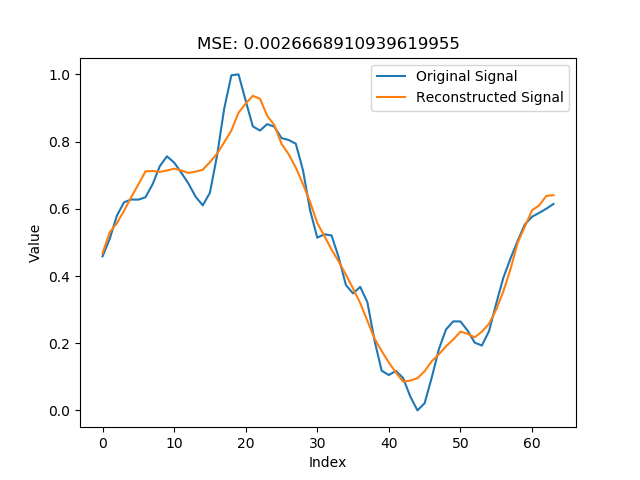 MSE: 0.0026668910939619955
Original Signal
Reconstructed Signal
1.0
0.8
0.6
0.4
0.2
0.0
Value
0 10 20 30 40 50 60
Index